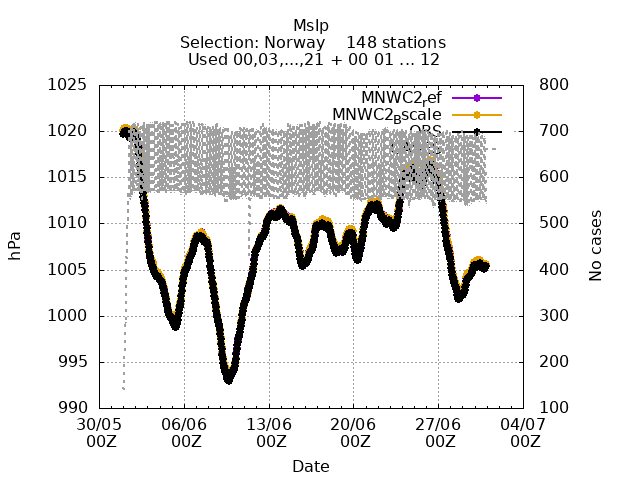 Mslp
Selection: Norway    148 stations
Used 00,03,...,21 + 00 01 ... 12
1025
1020
1015
1010
1005
1000
995
990
800
700
600
500
400
300
200
100
MNWC2ref
MNWC2Bscale
OBS
hPa
No cases
30/05 06/06 13/06 20/06 27/06 04/07
00Z 00Z 00Z 00Z 00Z 00Z
Date